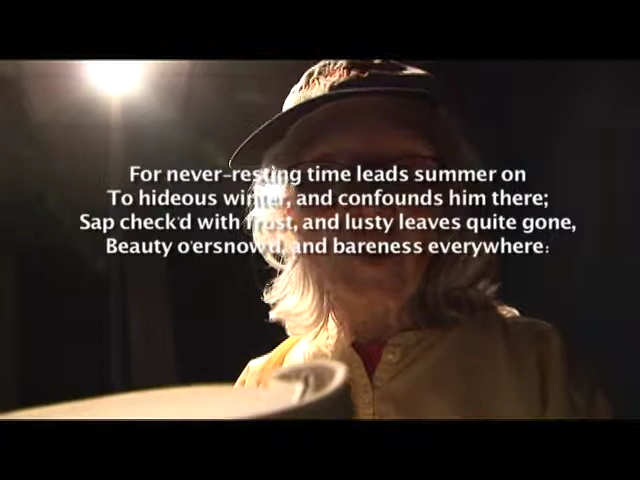 For never-resting time leads summer on
To hideous winter, and confounds him there;
Sap check'd with frost, and lusty leaves quite gone,
Beauty o'ersnow'd, and bareness everywhere: